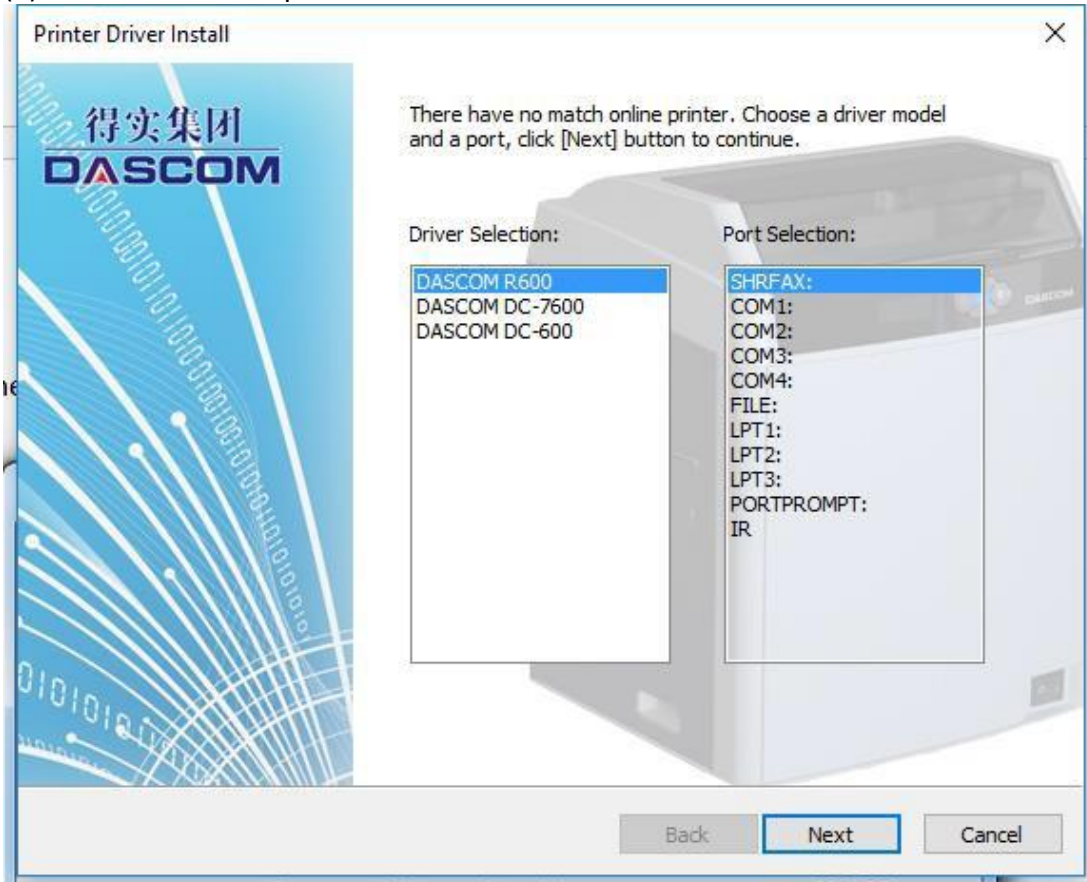 Printer Driver Install
得实集团
DASCOM
There have no match online printer. Choose a driver model
and a port, click [Next] button to continue.
Driver Selection:
DASCOM R600
DASCOM DC-7600
DASCOM DC-600
Port Selection:
SHRFAX:
COM1:
COM2:
COM3:
COM4:
FILE:
LPT1:
LPT2:
LPT3:
PORTPROMPT:
IR
DASCOM
Back
Next
Cancel